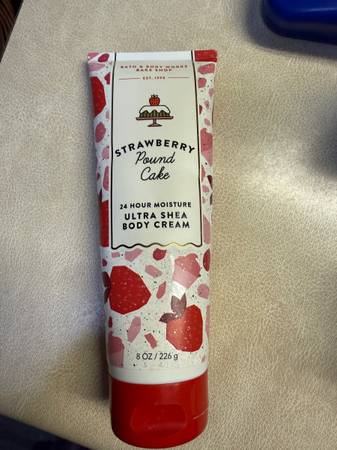 BATH & BODY WORKS
BAKE SHOP
EST. 1990
STRAWBERRY
Pound
Cake
24 HOUR MOISTURE
ULTRA SHEA
BODY CREAM
8 OZ / 226 g